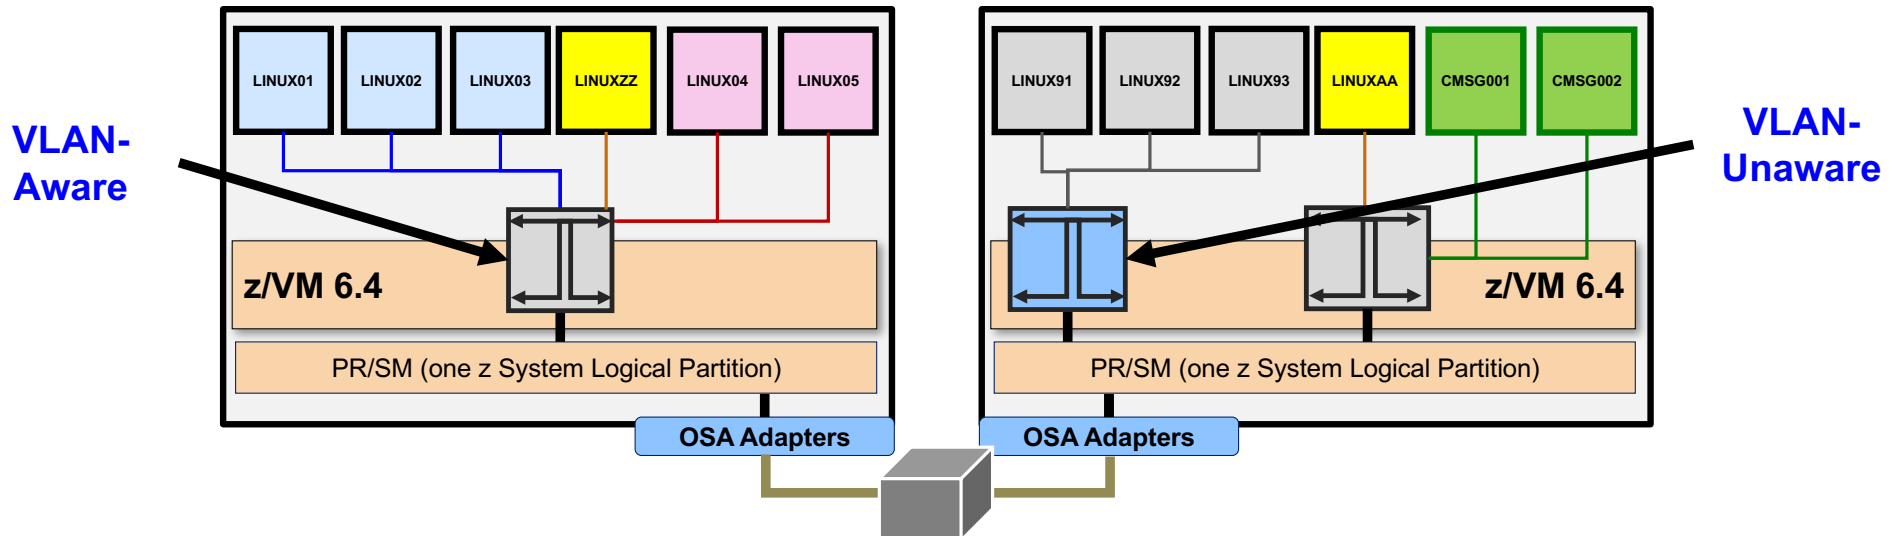 LINUX01 LINUX02 LINUX03 LINUXZZ LINUX04 LINUX05
LINUX91 LINUX92 LINUX93 LINUXAA CMSG001 CMSG002
VLAN-
Aware
VLAN-
Unaware
z/VM 6.4
z/VM 6.4
PR/SM (one z System Logical Partition)
PR/SM (one z System Logical Partition)
OSA Adapters
OSA Adapters